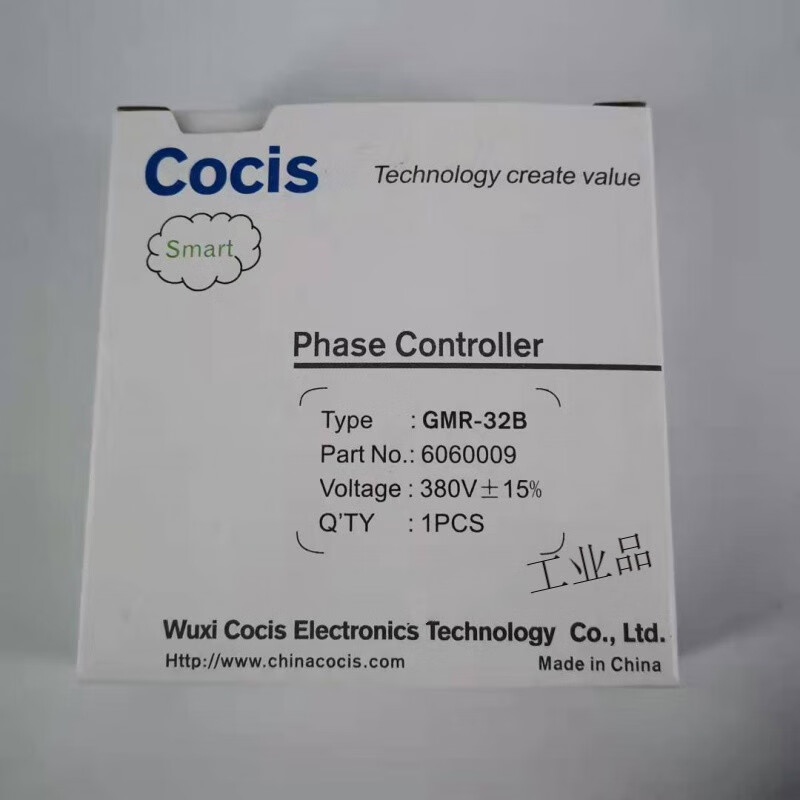 Cocis
Technology create value
Smart
Phase Controller
Type : GMR-32B
Part No.: 6060009
Voltage : 380V±15%
Q'TY : 1PCS
工业品
Wuxi Cocis Electronics Technology Co., Ltd.
Http://www.chinacocis.com
Made in China